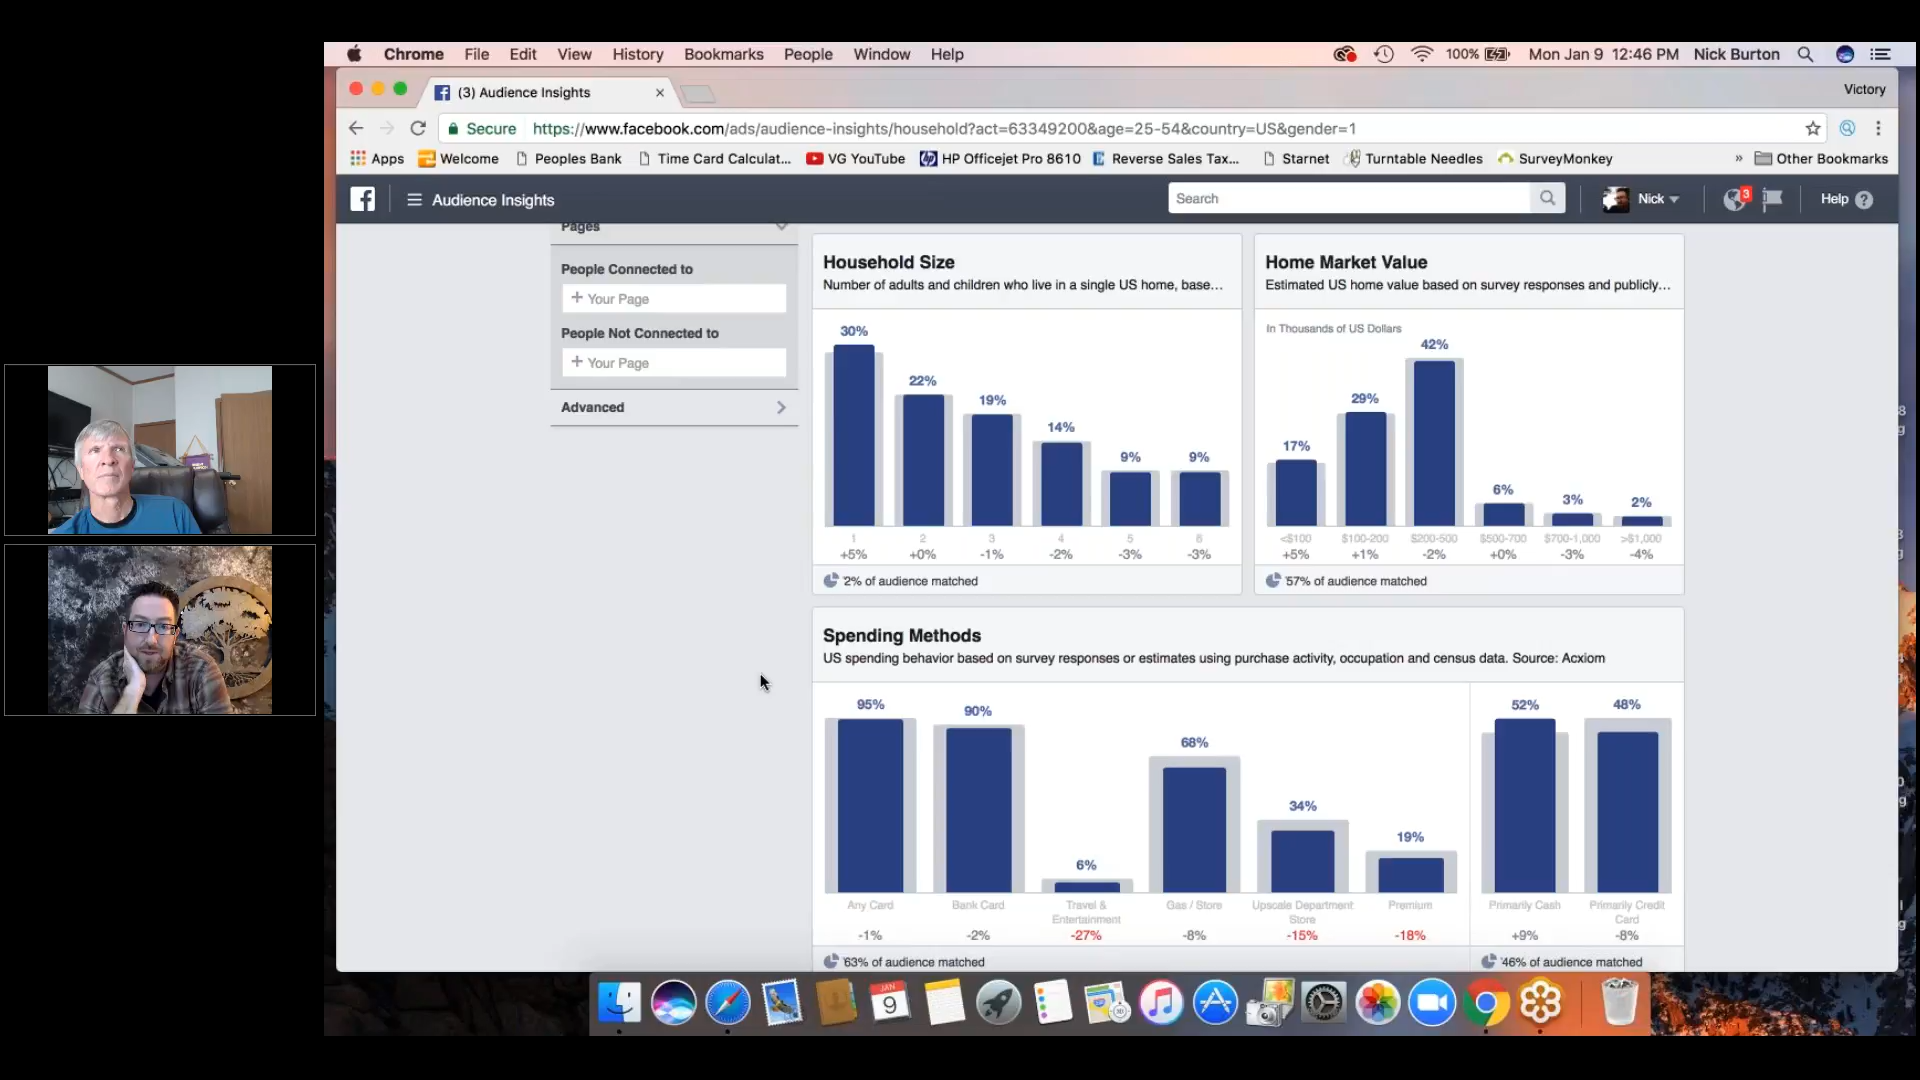 Chrome File Edit View History Bookmarks People Window Help 100% Mon Jan 9 12:46 PM Nick Burton
(3) Audience Insights × Victory
Secure https://www.facebook.com/ads/audience-insights/household?act=63349200&age=25-54&country=US&gender=1
Apps Welcome Peoples Bank Time Card Calculat... VG YouTube HP Officejet Pro 8610 Reverse Sales Tax... Starnet Turntable Needles SurveyMonkey » Other Bookmarks
Audience Insights Search Nick 3 Help ?
Pages
People Connected to
+ Your Page
People Not Connected to
+ Your Page
Advanced
Household Size
Number of adults and children who live in a single US home, base...
30% 22% 19% 14% 9% 9%
1 2 3 4 5 6
+5% +0% -1% -2% -3% -3%
2% of audience matched
Home Market Value
Estimated US home value based on survey responses and publicly...
In Thousands of US Dollars
17% 29% 42% 6% 3% 2%
<$100 $100-200 $200-500 $500-700 $700-1,000 >$1,000
+5% +1% -2% +0% -3% -4%
57% of audience matched
Spending Methods
US spending behavior based on survey responses or estimates using purchase activity, occupation and census data. Source: Acxiom
95% 90% 6% 68% 34% 19% 52% 48%
Any Card Bank Card Travel & Entertainment Gas / Store Upscale Department Store Premium Primarily Cash Primarily Credit Card
-1% -2% -27% -8% -15% -18% +9% -8%
63% of audience matched 46% of audience matched
JAN
9